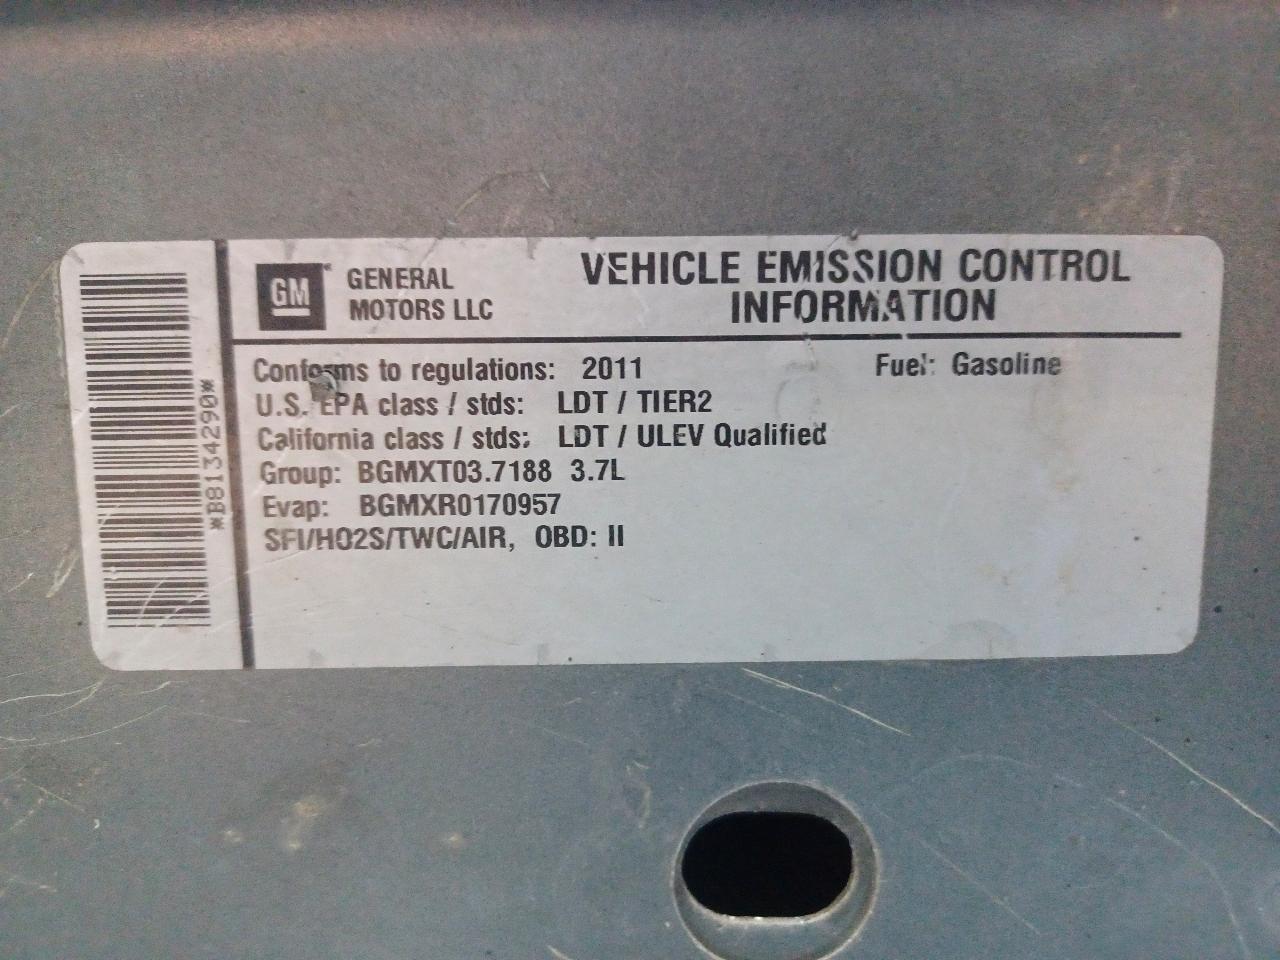 GM GENERAL
MOTORS LLC
VEHICLE EMISSION CONTROL
INFORMATION
Conforms to regulations: 2011 Fuel: Gasoline
U.S. EPA class / stds: LDT / TIER2
California class / stds: LDT / ULEV Qualified
Group: BGMXT03.7188 3.7L
Evap: BGMXR0170957
SFI/HO2S/TWC/AIR, OBD: II
*B8134290*